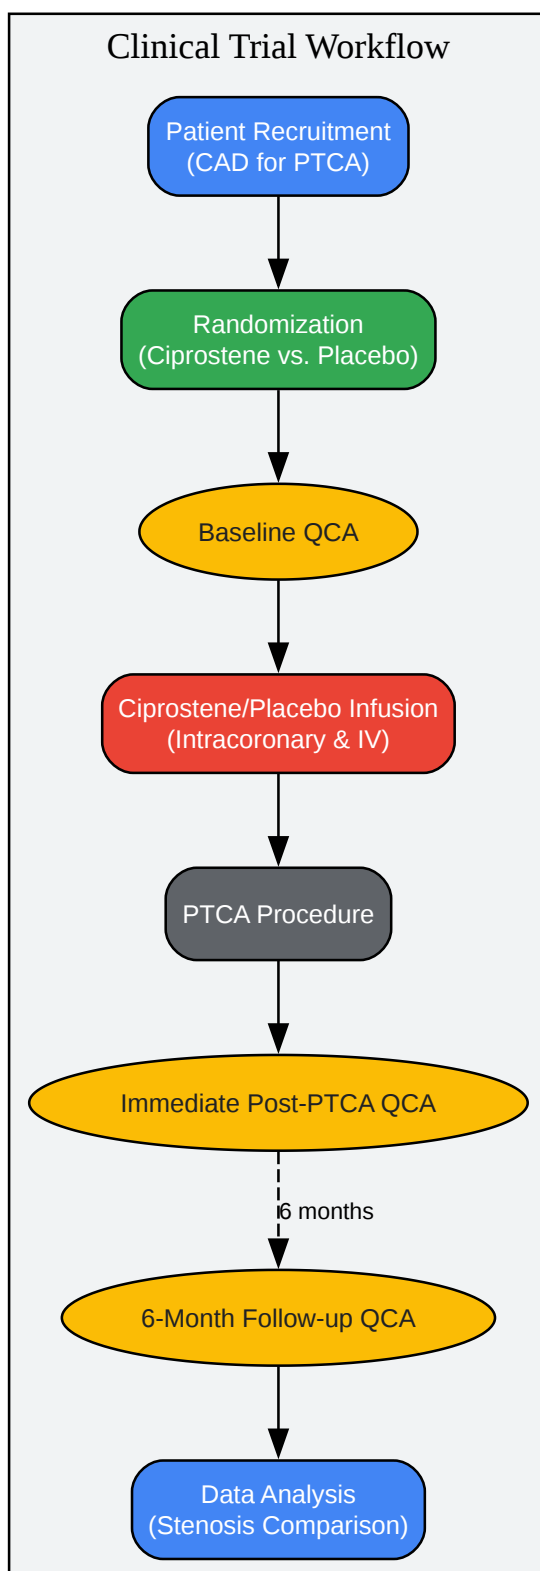 Clinical Trial Workflow
Patient Recruitment
(CAD for PTCA)
Randomization
(Ciprostene vs. Placebo)
Baseline QCA
Ciprostene/Placebo Infusion
(Intracoronary & IV)
PTCA Procedure
Immediate Post-PTCA QCA
6 months
6-Month Follow-up QCA
Data Analysis
(Stenosis Comparison)